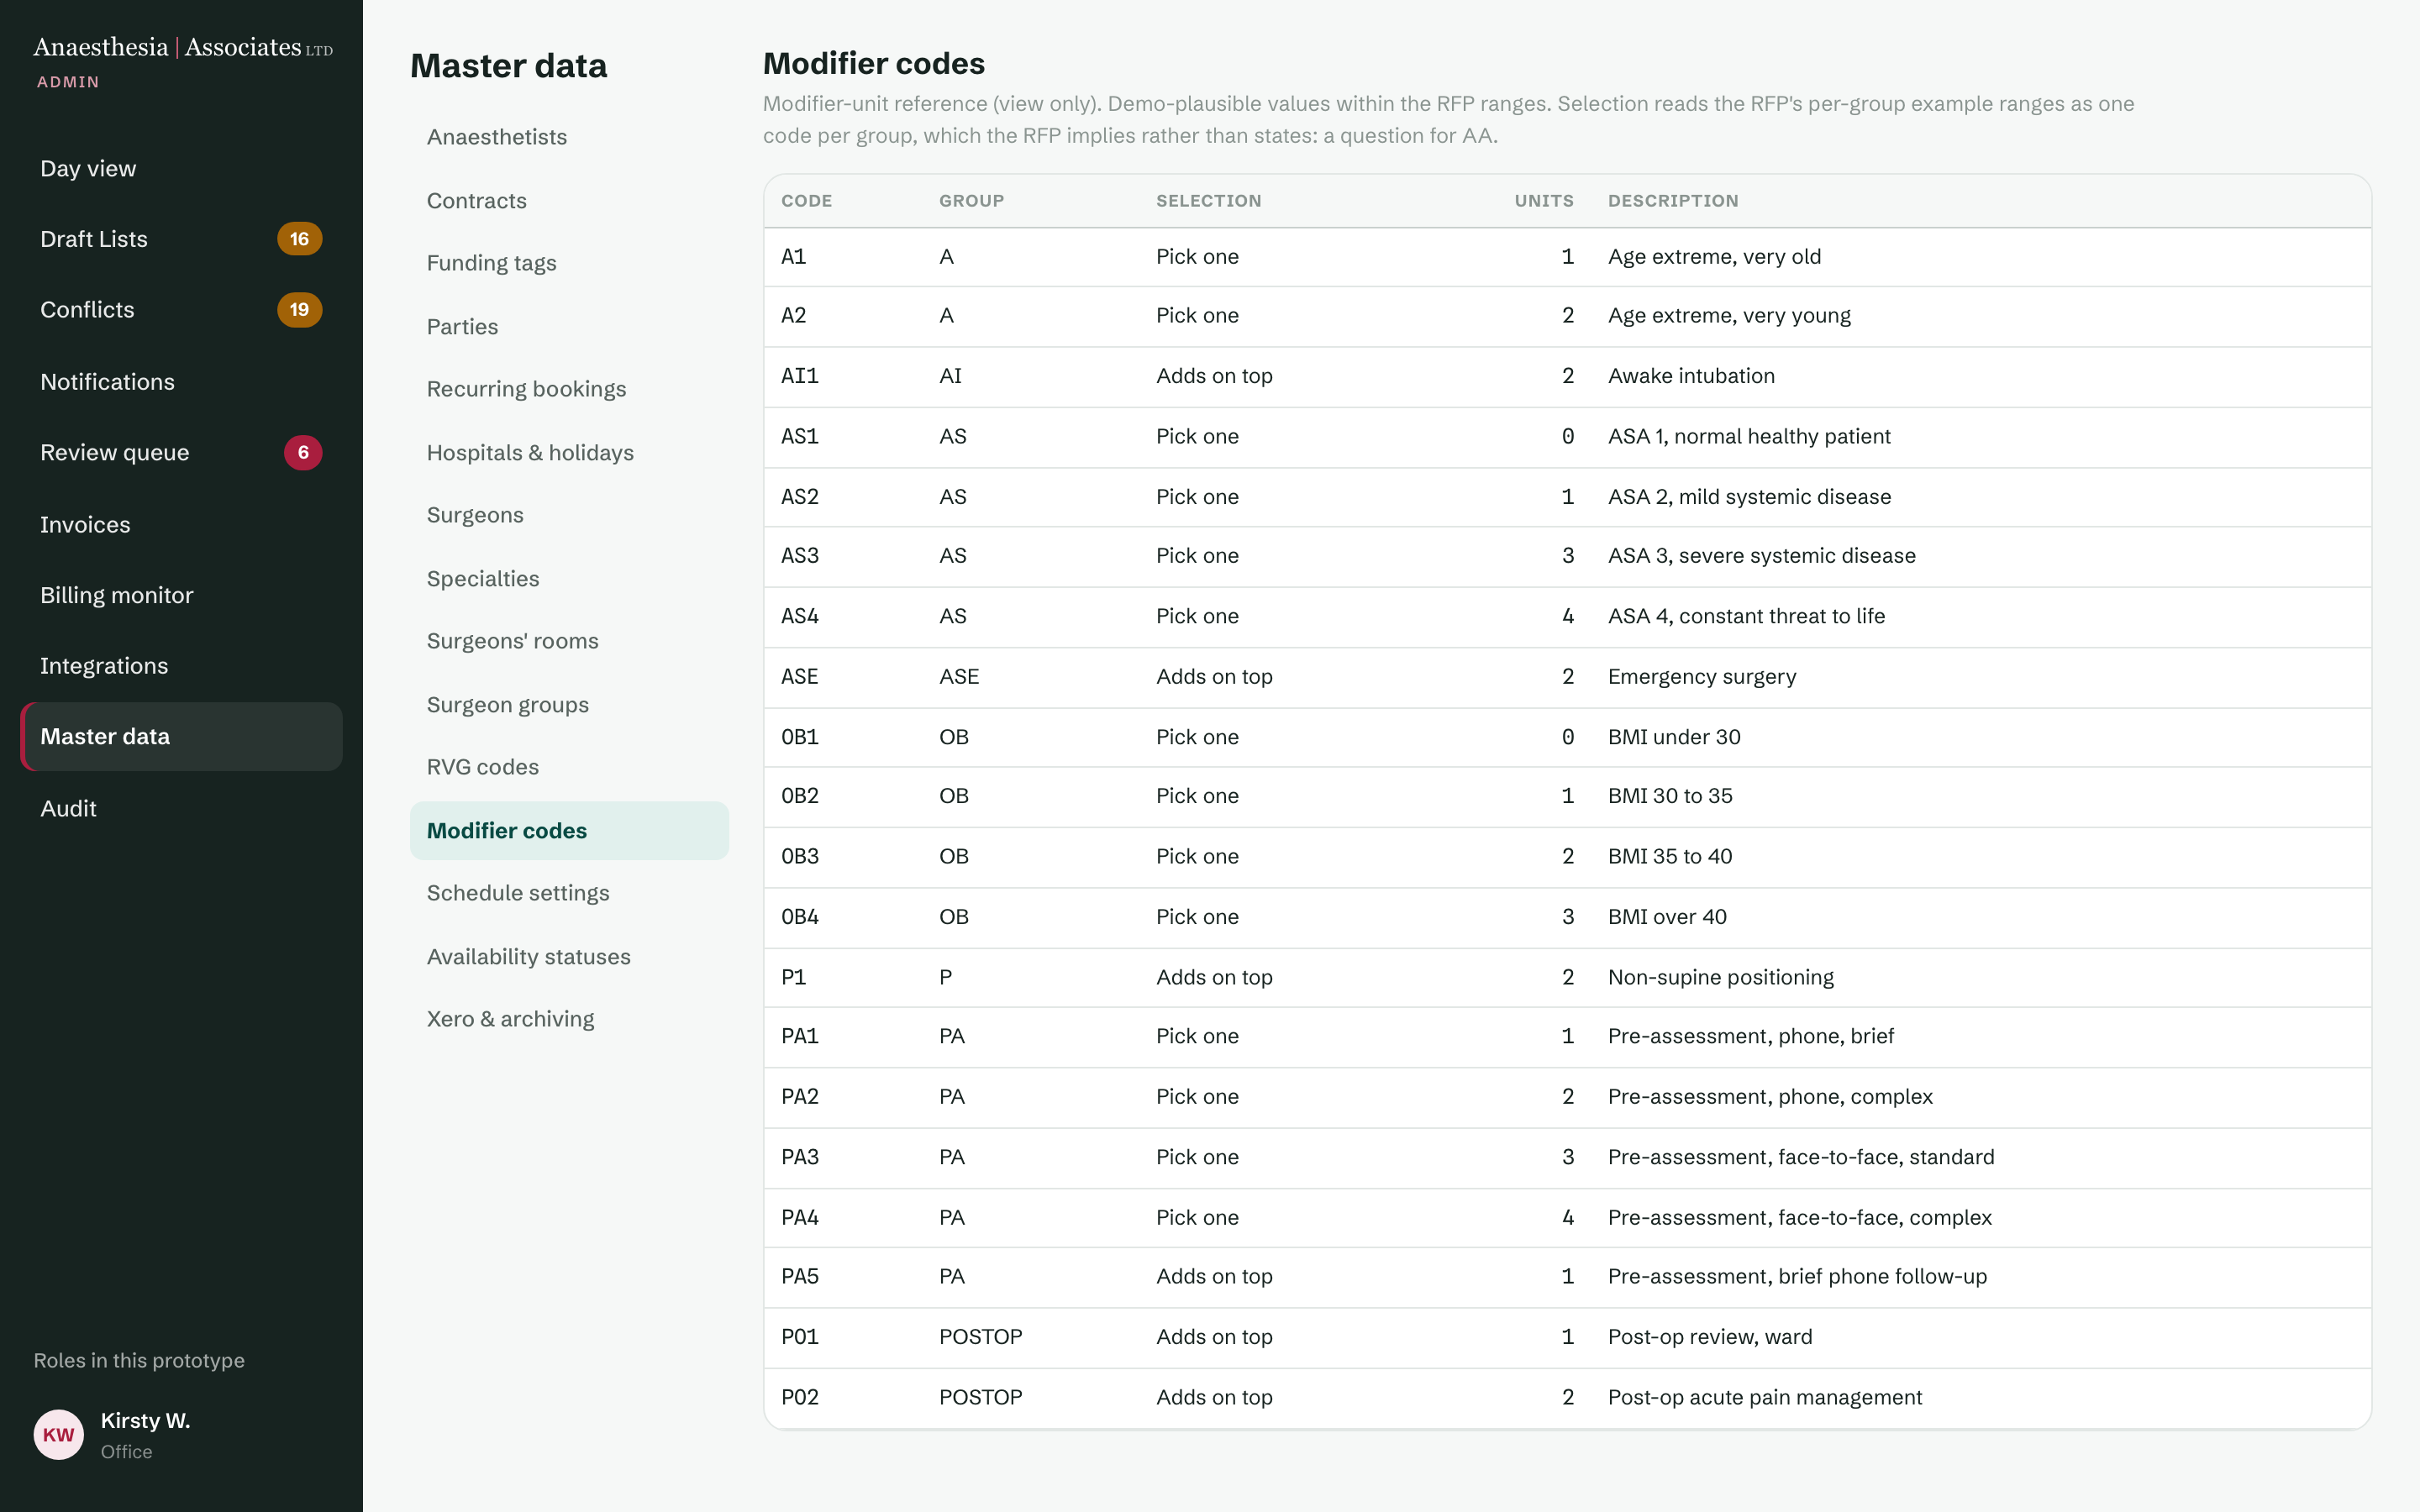 Anaesthesia | Associates LTD
ADMIN
Day view
Draft Lists 16
Conflicts 19
Notifications
Review queue 6
Invoices
Billing monitor
Integrations
Master data
Audit
Roles in this prototype
KW
Kirsty W.
Office
Master data
Anaesthetists
Contracts
Funding tags
Parties
Recurring bookings
Hospitals & holidays
Surgeons
Specialties
Surgeons' rooms
Surgeon groups
RVG codes
Modifier codes
Schedule settings
Availability statuses
Xero & archiving
Modifier codes
Modifier-unit reference (view only). Demo-plausible values within the RFP ranges. Selection reads the RFP's per-group example ranges as one
code per group, which the RFP implies rather than states: a question for AA.
CODE GROUP SELECTION UNITS DESCRIPTION
A1 A Pick one 1 Age extreme, very old
A2 A Pick one 2 Age extreme, very young
AI1 AI Adds on top 2 Awake intubation
AS1 AS Pick one 0 ASA 1, normal healthy patient
AS2 AS Pick one 1 ASA 2, mild systemic disease
AS3 AS Pick one 3 ASA 3, severe systemic disease
AS4 AS Pick one 4 ASA 4, constant threat to life
ASE ASE Adds on top 2 Emergency surgery
OB1 OB Pick one 0 BMI under 30
OB2 OB Pick one 1 BMI 30 to 35
OB3 OB Pick one 2 BMI 35 to 40
OB4 OB Pick one 3 BMI over 40
P1 P Adds on top 2 Non-supine positioning
PA1 PA Pick one 1 Pre-assessment, phone, brief
PA2 PA Pick one 2 Pre-assessment, phone, complex
PA3 PA Pick one 3 Pre-assessment, face-to-face, standard
PA4 PA Pick one 4 Pre-assessment, face-to-face, complex
PA5 PA Adds on top 1 Pre-assessment, brief phone follow-up
PO1 POSTOP Adds on top 1 Post-op review, ward
PO2 POSTOP Adds on top 2 Post-op acute pain management